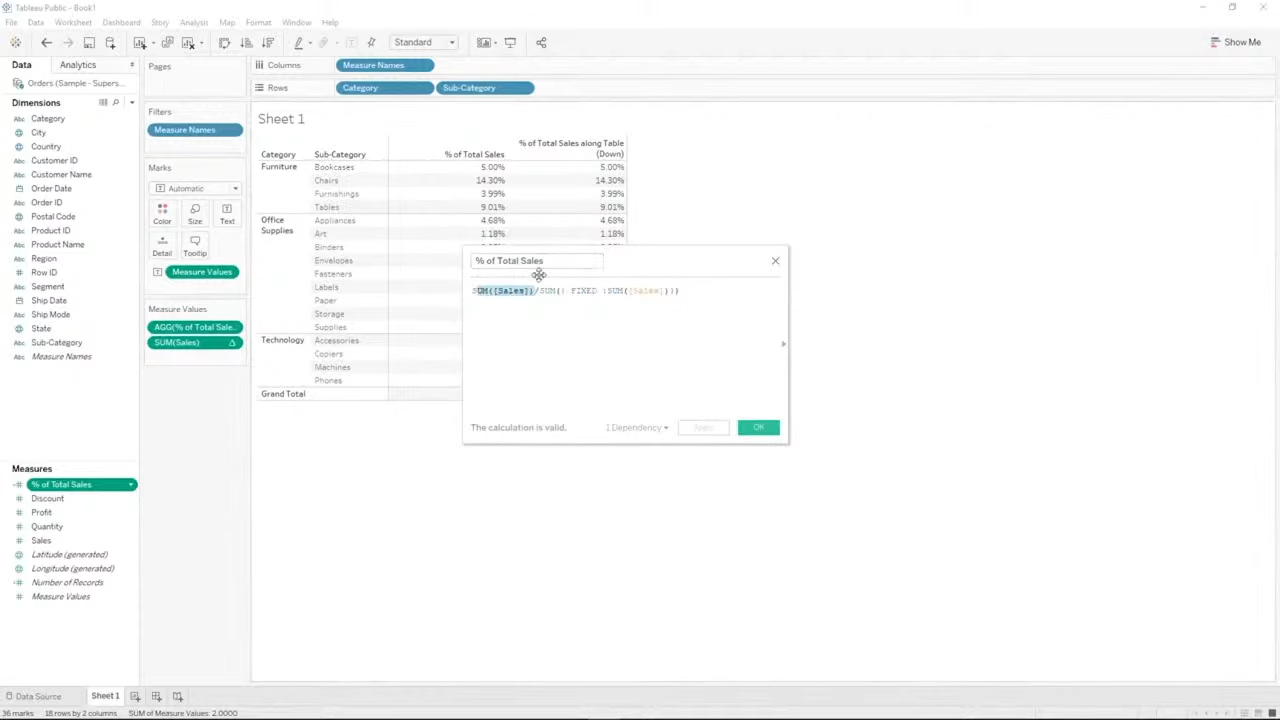 Tableau Public - Book1
File Data Worksheet Dashboard Story Analysis Map Format Window Help
Standard
Show Me
Data Analytics
Orders (Sample - Supers...
Dimensions
Category
City
Country
Customer ID
Customer Name
Order Date
Order ID
Postal Code
Product ID
Product Name
Region
Row ID
Segment
Ship Date
Ship Mode
State
Sub-Category
Measure Names
Measures
% of Total Sales
Discount
Profit
Quantity
Sales
Latitude (generated)
Longitude (generated)
Number of Records
Measure Values
Pages
Filters
Measure Names
Marks
Automatic
Color Size Text
Detail Tooltip
Measure Values
Measure Values
AGG(% of Total Sale..
SUM(Sales)
Columns Measure Names
Rows Category Sub-Category
Sheet 1
% of Total Sales along Table
Category Sub-Category % of Total Sales (Down)
Furniture Bookcases 5.00% 5.00%
Chairs 14.30% 14.30%
Furnishings 3.99% 3.99%
Tables 9.01% 9.01%
Office Supplies Appliances 4.68% 4.68%
Art 1.18% 1.18%
Binders
Envelopes
Fasteners
Labels
Paper
Storage
Supplies
Technology Accessories
Copiers
Machines
Phones
Grand Total
% of Total Sales
SUM([Sales])/SUM({ FIXED :SUM([Sales])})
The calculation is valid. 1 Dependency Apply OK
Data Source Sheet 1
36 marks 18 rows by 2 columns SUM of Measure Values: 2.0000